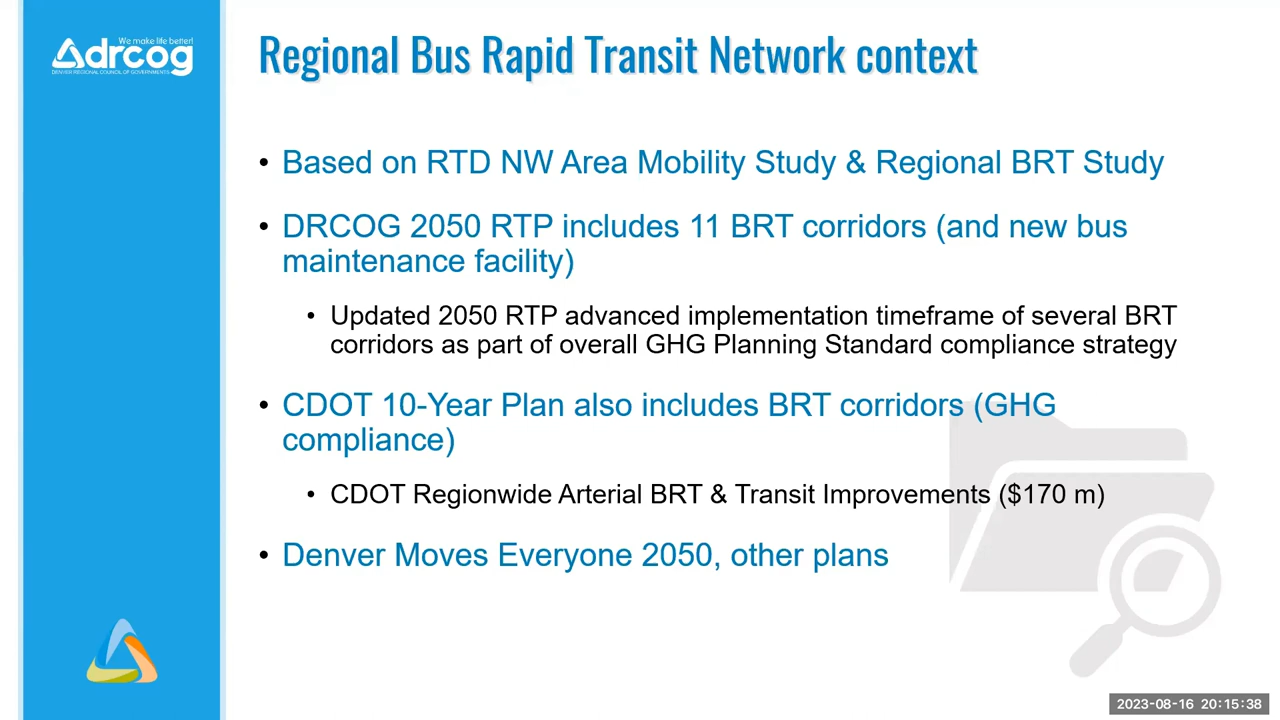 We make life better!
drcog
DENVER REGIONAL COUNCIL OF GOVERNMENTS
Regional Bus Rapid Transit Network context
• Based on RTD NW Area Mobility Study & Regional BRT Study
• DRCOG 2050 RTP includes 11 BRT corridors (and new bus
maintenance facility)
• Updated 2050 RTP advanced implementation timeframe of several BRT
corridors as part of overall GHG Planning Standard compliance strategy
• CDOT 10-Year Plan also includes BRT corridors (GHG
compliance)
• CDOT Regionwide Arterial BRT & Transit Improvements ($170 m)
• Denver Moves Everyone 2050, other plans
2023-08-16 20:15:38